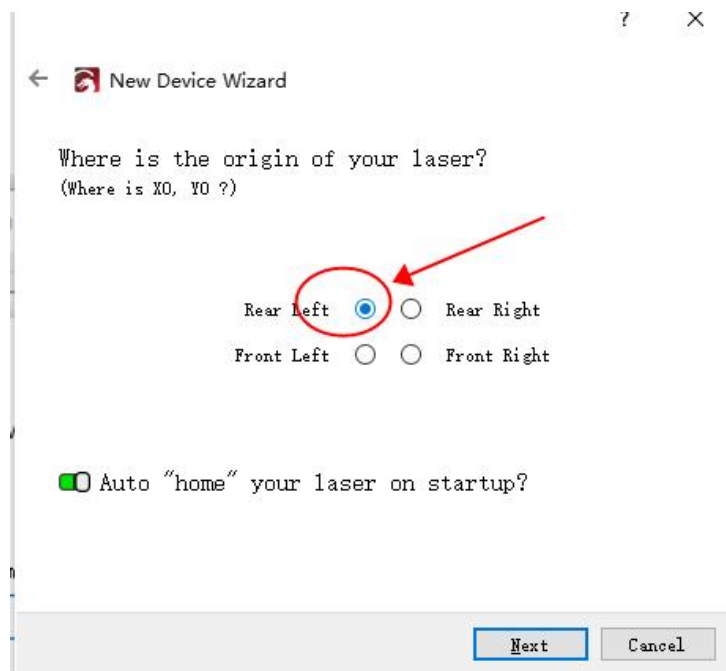 ?
New Device Wizard
Where is the origin of your laser?
(Where is X0, Y0 ?)
Rear Left Rear Right
Front Left Front Right
Auto "home" your laser on startup?
Next Cancel